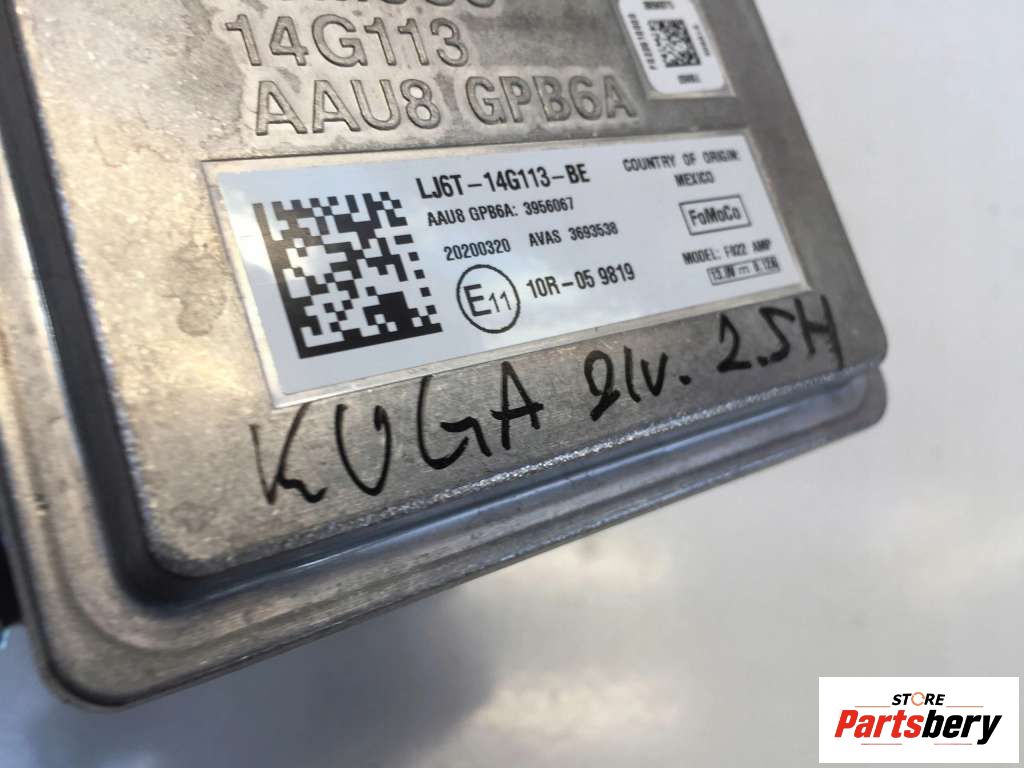 14G113
AAU8 GPB6A
LJ6T-14G113-BE
AAU8 GPB6A: 3956067
20200320 AVAS 3693538
E11
10R-05 9819
COUNTRY OF ORIGIN:
MEXICO
FoMoCo
MODEL: F022 AMP
KUGA 21v. 2.5H
STORE
Partsbery